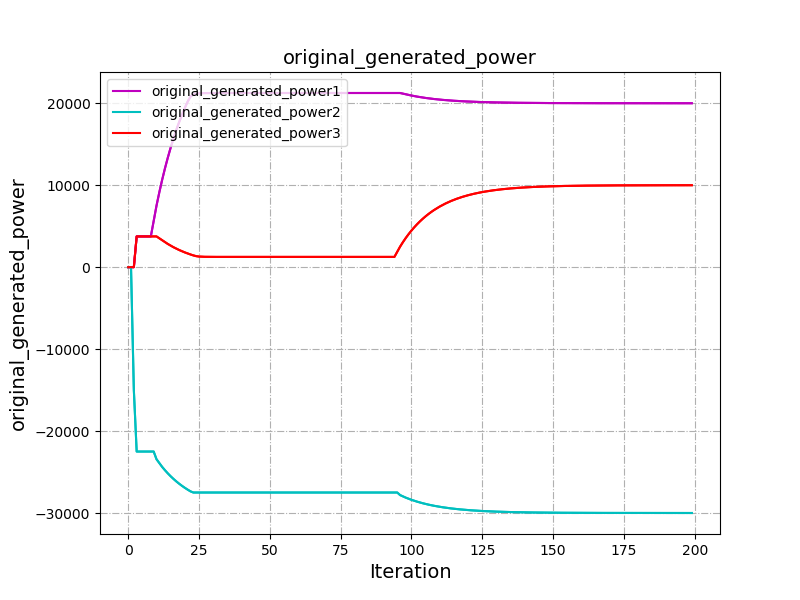 original_generated_power
original_generated_power1
original_generated_power2
original_generated_power3
20000
10000
0
−10000
−20000
−30000
original_generated_power
0 25 50 75 100 125 150 175 200
Iteration